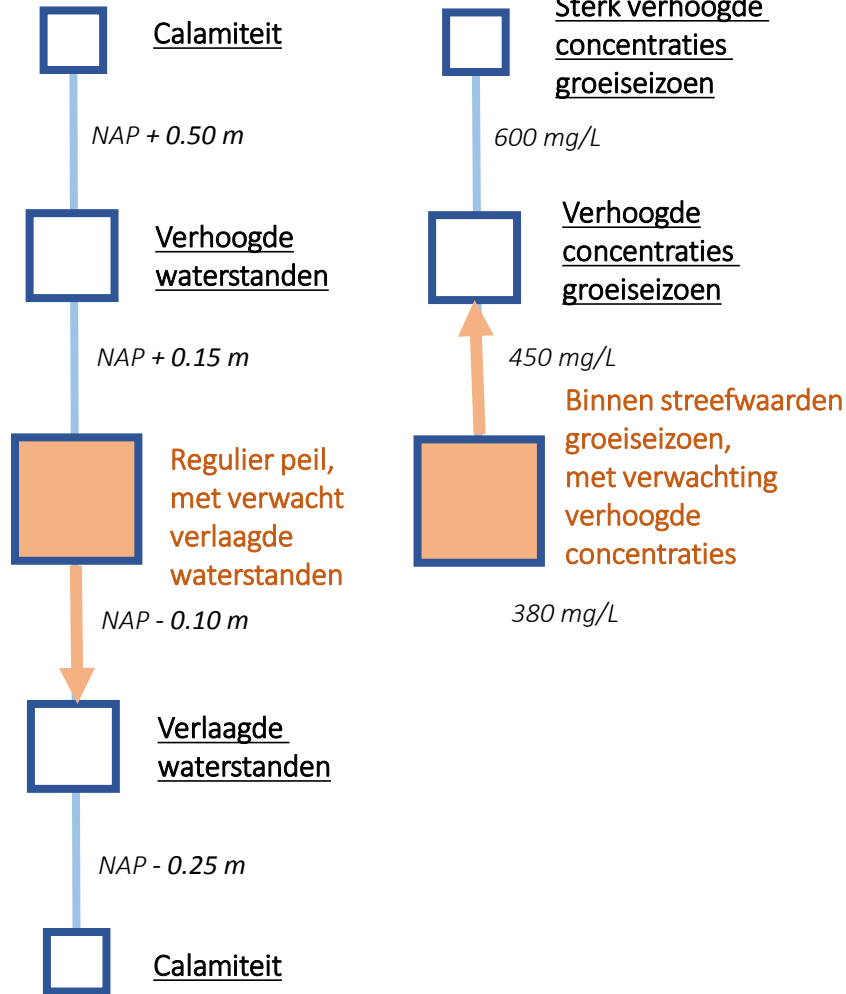 Calamiteit
NAP + 0.50 m
Verhoogde
waterstanden
NAP + 0.15 m
Regulier peil,
met verwacht
verlaagde
waterstanden
NAP - 0.10 m
Verlaagde
waterstanden
NAP - 0.25 m
Calamiteit
Sterk verhoogde
concentraties
groeiseizoen
600 mg/L
Verhoogde
concentraties
groeiseizoen
450 mg/L
Binnen streefwaarden
groeiseizoen,
met verwachting
verhoogde
concentraties
380 mg/L